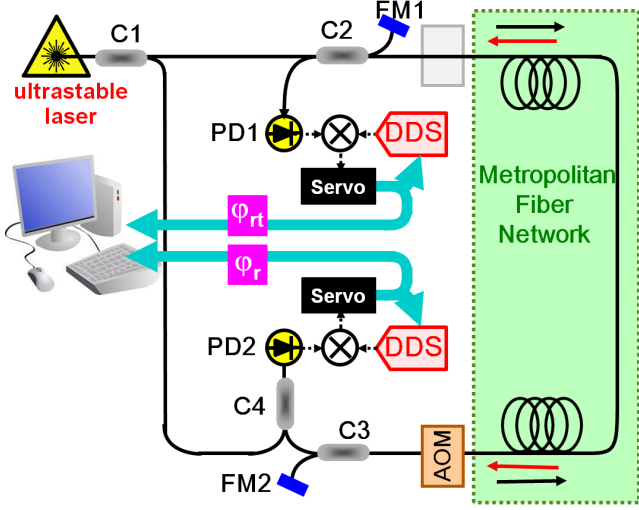 FM1
C1
C2
ultrastable
laser
PD1
DDS
Servo
Metropolitan
Fiber
Network
φrt
φr
Servo
PD2
DDS
C4
C3
AOM
FM2